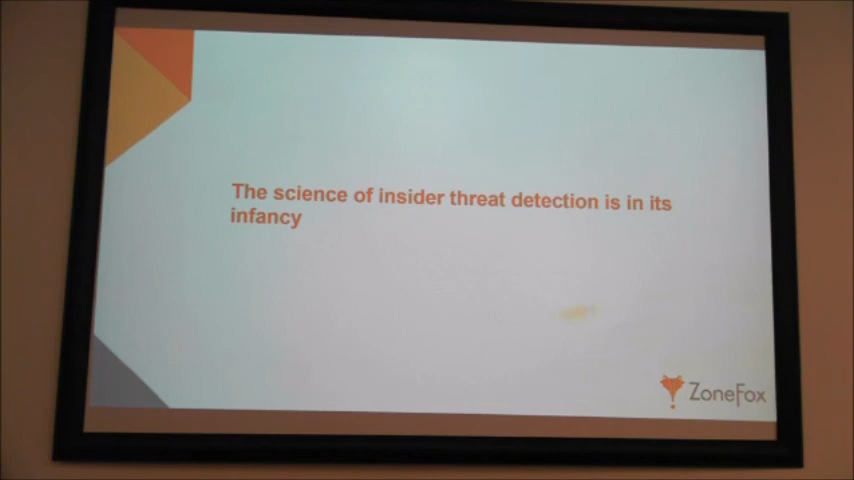 The science of insider threat detection is in its
infancy
ZoneFox